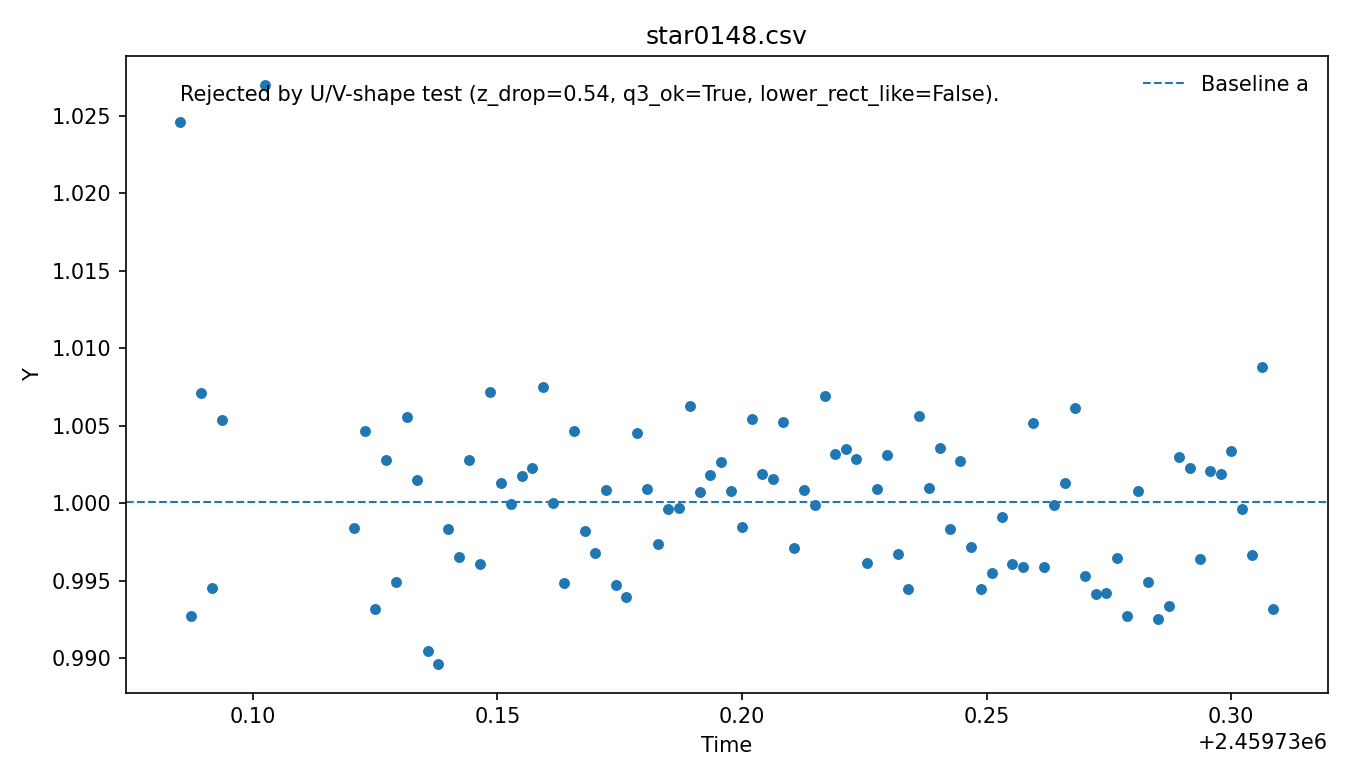 star0148.csv
Rejected by U/V-shape test (z_drop=0.54, q3_ok=True, lower_rect_like=False).
Baseline a
Y
1.025
1.020
1.015
1.010
1.005
1.000
0.995
0.990
0.10 0.15 0.20 0.25 0.30
Time
+2.45973e6